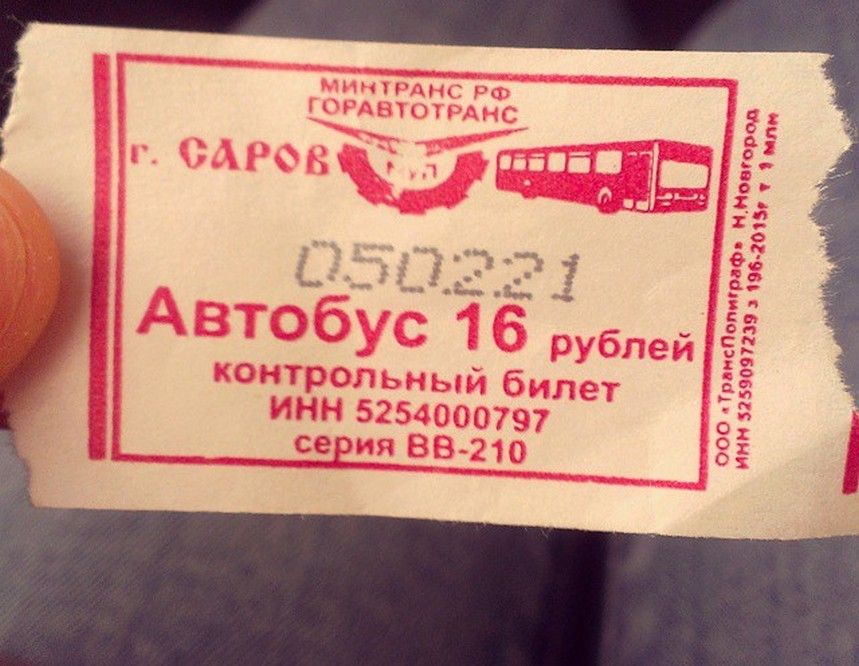 МИНТРАНС РФ
ГОРАВТОТРАНС
г. САРОВ
МУП
050221
Автобус 16 рублей
контрольный билет
ИНН 5254000797
серия ВВ-210
ООО «ТрансПолиграф» Н.Новгород
ИНН 5259097239 з 196-2015г т 1 млн